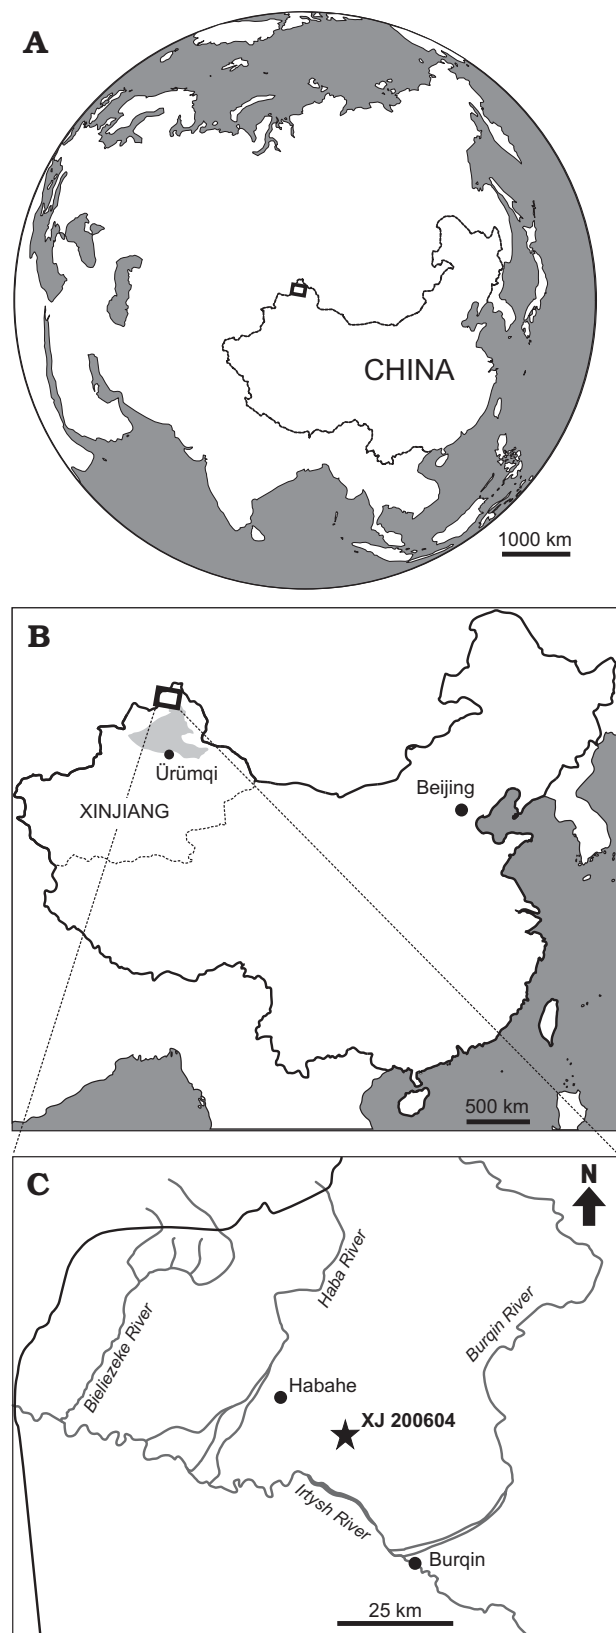 A
CHINA
1000 km
B
Ürümqi
XINJIANG
Beijing
500 km
C
N
Haba River
Burqin River
Bieliezeke River
Habahe
XJ 200604
Irtysh River
Burqin
25 km